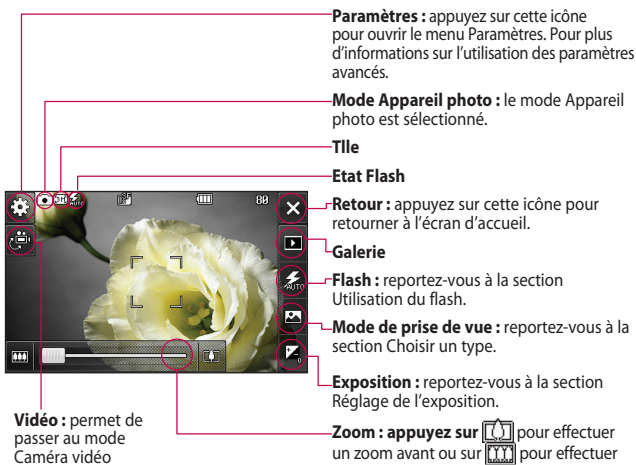 Paramètres : appuyez sur cette icône
pour ouvrir le menu Paramètres. Pour plus
d'informations sur l'utilisation des paramètres
avancés.
Mode Appareil photo : le mode Appareil
photo est sélectionné.
Tlle
Etat Flash
80
Retour : appuyez sur cette icône pour
retourner à l'écran d'accueil.
Galerie
AUTO
Flash : reportez-vous à la section
Utilisation du flash.
Mode de prise de vue : reportez-vous à la
section Choisir un type.
0
Exposition : reportez-vous à la section
Réglage de l'exposition.
Vidéo : permet de
passer au mode
Caméra vidéo
Zoom : appuyez sur pour effectuer
un zoom avant ou sur pour effectuer